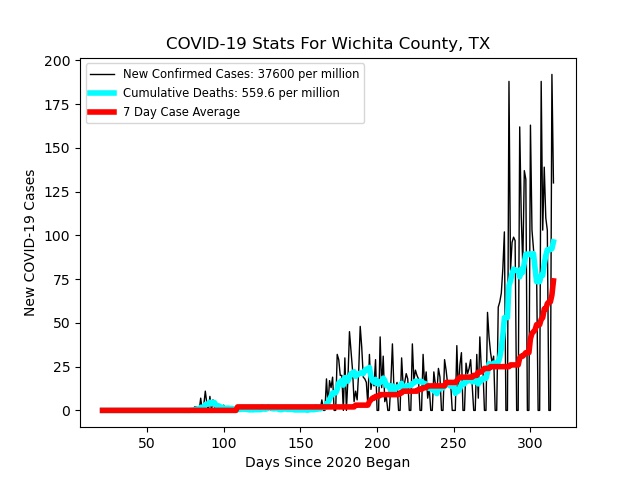 COVID-19 Stats For Wichita County, TX
New Confirmed Cases: 37600 per million
Cumulative Deaths: 559.6 per million
7 Day Case Average
200
175
150
125
100
75
50
25
0
New COVID-19 Cases
50 100 150 200 250 300
Days Since 2020 Began